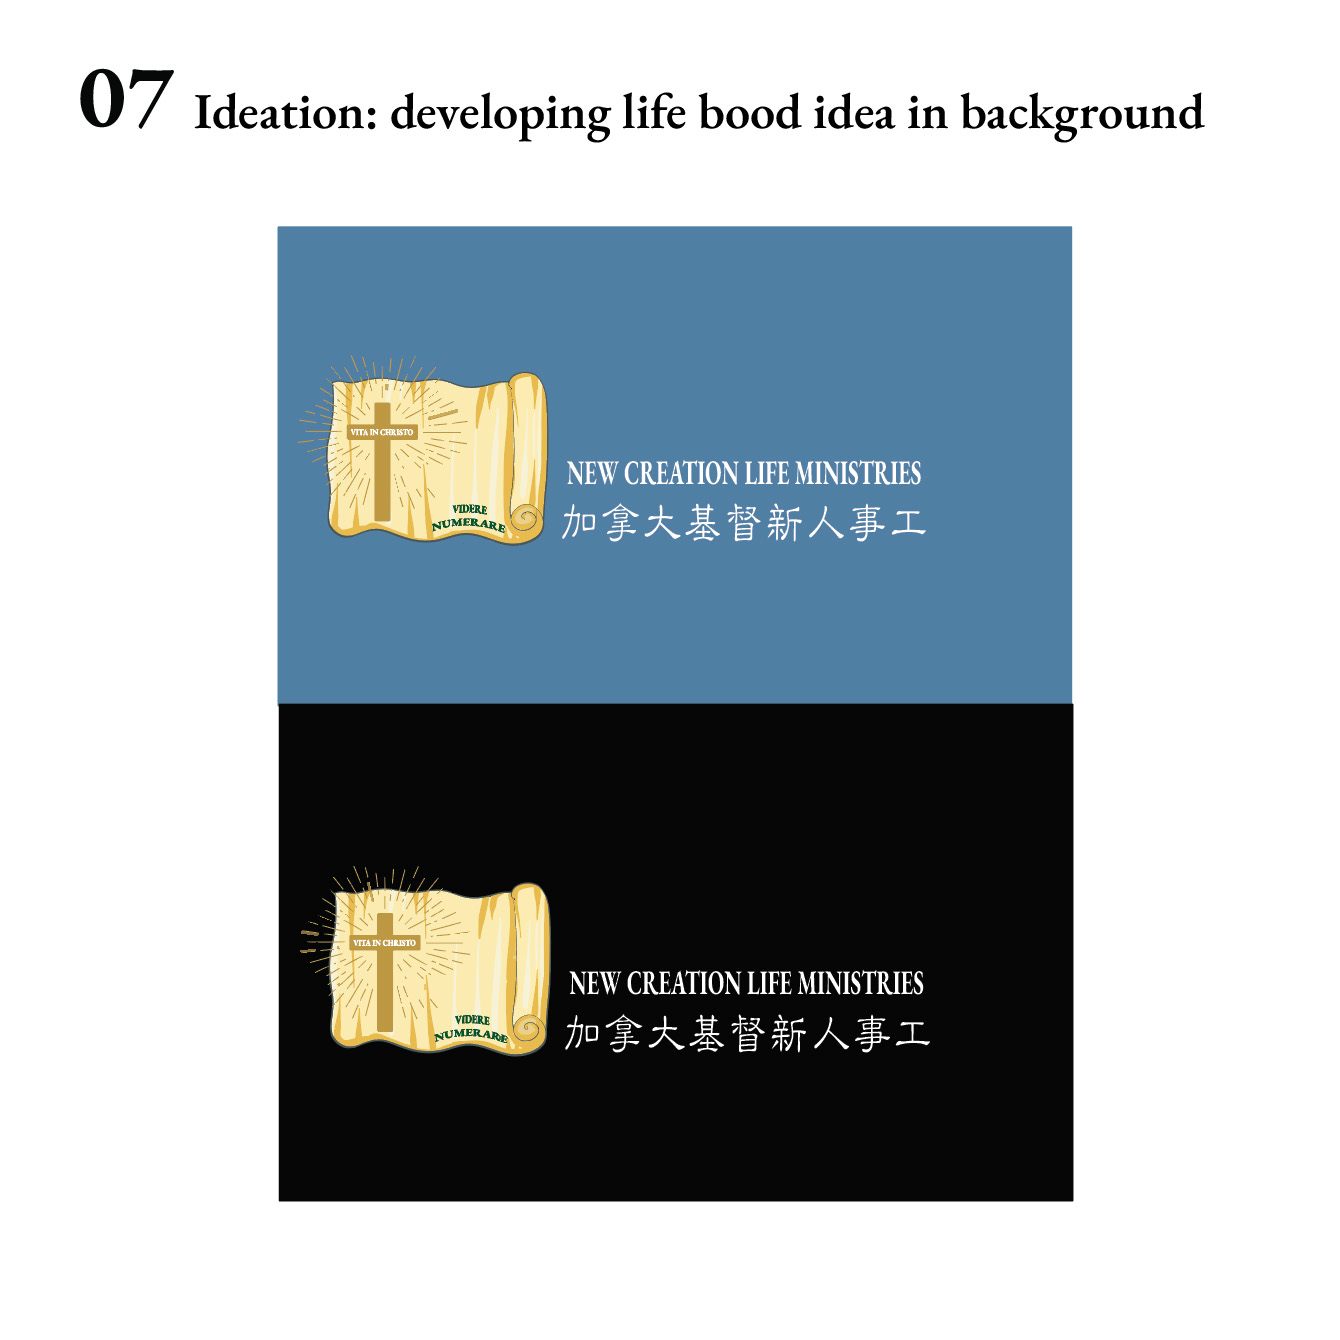 07 Ideation: developing life bood idea in background
VITA IN CHRISTO
VIDERE
NUMERARE
NEW CREATION LIFE MINISTRIES
加拿大基督新人事工
VITA IN CHRISTO
VIDERE
NUMERARE
NEW CREATION LIFE MINISTRIES
加拿大基督新人事工